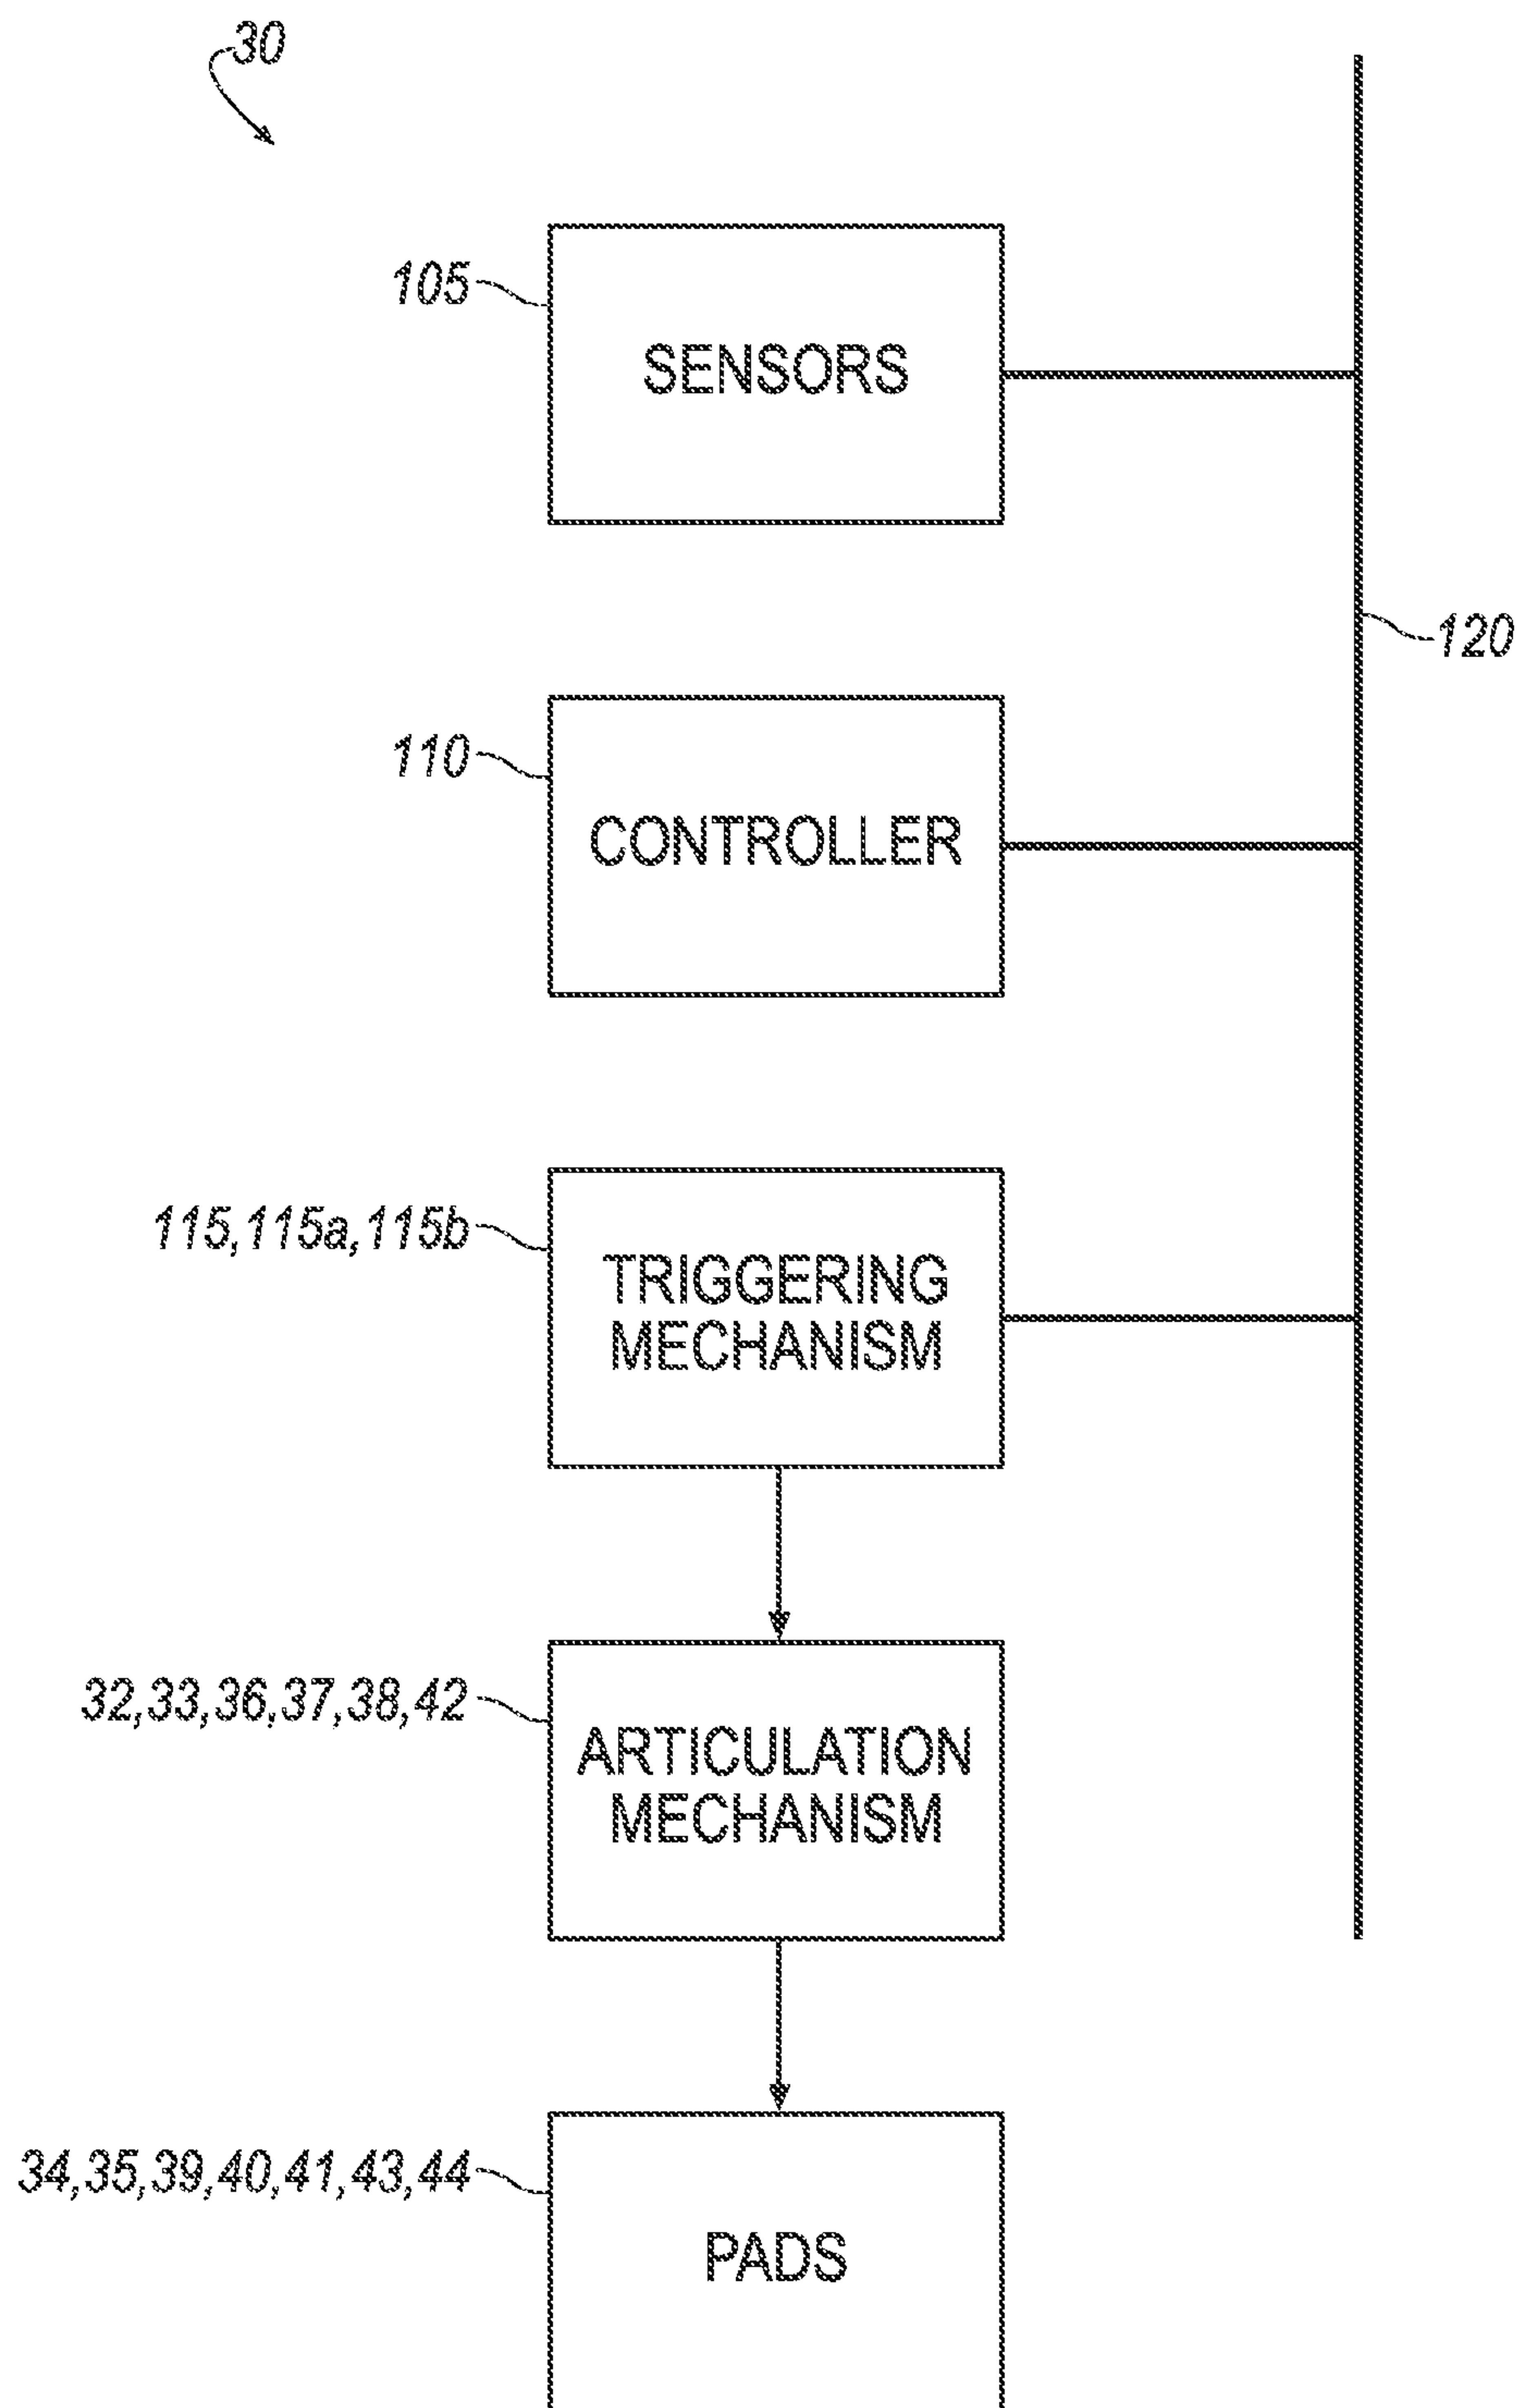 30
105
SENSORS
120
110
CONTROLLER
115,115a,115b
TRIGGERING
MECHANISM
32,33,36,37,38,42
ARTICULATION
MECHANISM
34,35,39,40,41,43,44
PADS